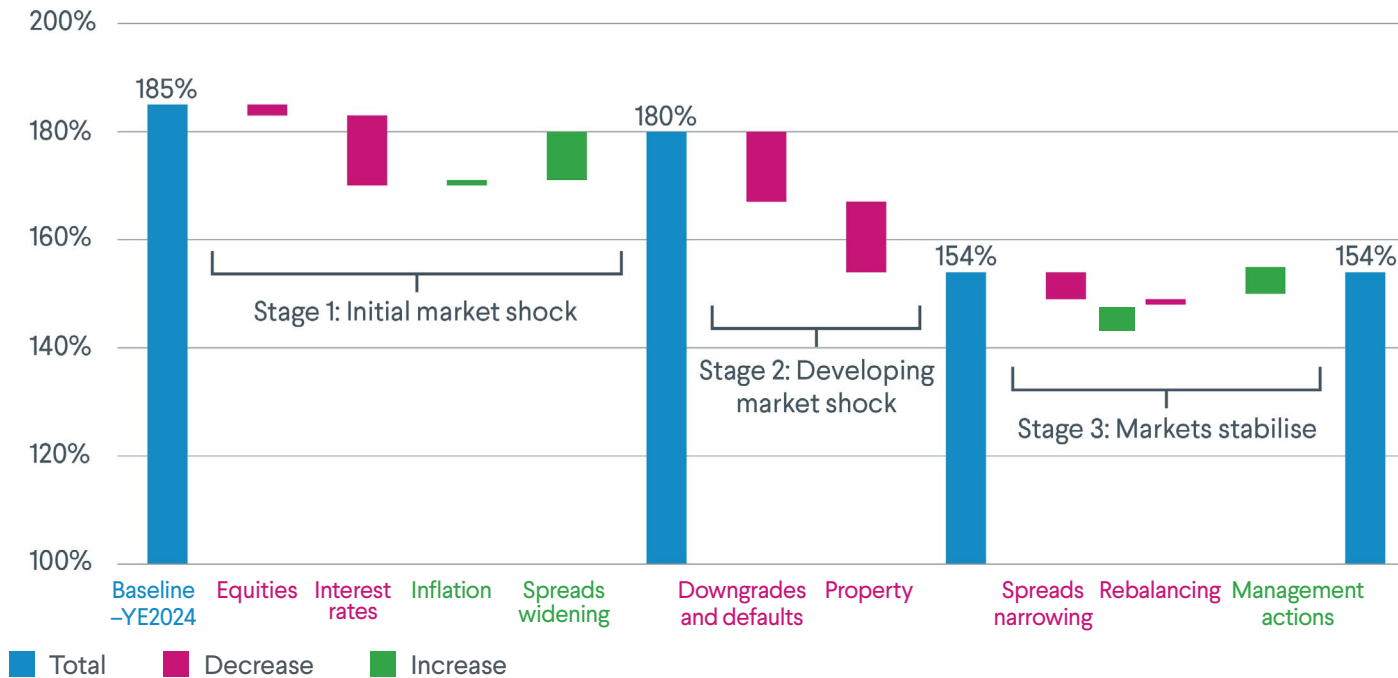 200%
180%
160%
140%
120%
100%
185%
180%
154%
154%
Stage 1: Initial market shock
Stage 2: Developing
market shock
Stage 3: Markets stabilise
Baseline
–YE2024
Equities
Interest
rates
Inflation
Spreads
widening
Downgrades
and defaults
Property
Spreads
narrowing
Rebalancing
Management
actions
Total
Decrease
Increase